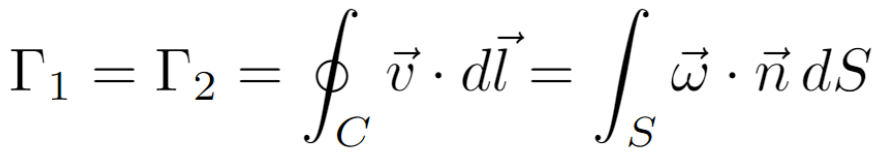 Γ₁ = Γ₂ = ∮_C v⃗ · dl⃗ = ∫_S ω⃗ · n⃗ dS